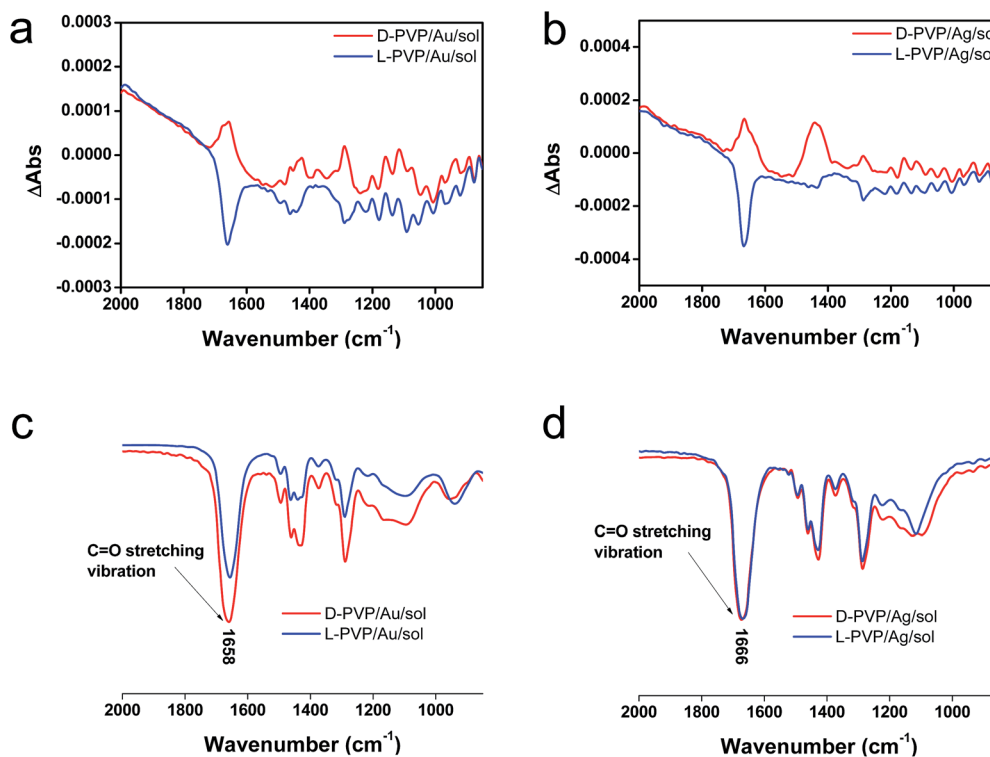 a
D-PVP/Au/sol
L-PVP/Au/sol
0.0003
0.0002
0.0001
0.0000
-0.0001
-0.0002
-0.0003
ΔAbs
2000 1800 1600 1400 1200 1000
Wavenumber (cm⁻¹)
b
D-PVP/Ag/sol
L-PVP/Ag/sol
0.0004
0.0002
0.0000
-0.0002
-0.0004
ΔAbs
2000 1800 1600 1400 1200 1000
Wavenumber (cm⁻¹)
c
C=O stretching
vibration
1658
D-PVP/Au/sol
L-PVP/Au/sol
2000 1800 1600 1400 1200 1000
Wavenumber (cm⁻¹)
d
C=O stretching
vibration
1666
D-PVP/Ag/sol
L-PVP/Ag/sol
2000 1800 1600 1400 1200 1000
Wavenumber (cm⁻¹)